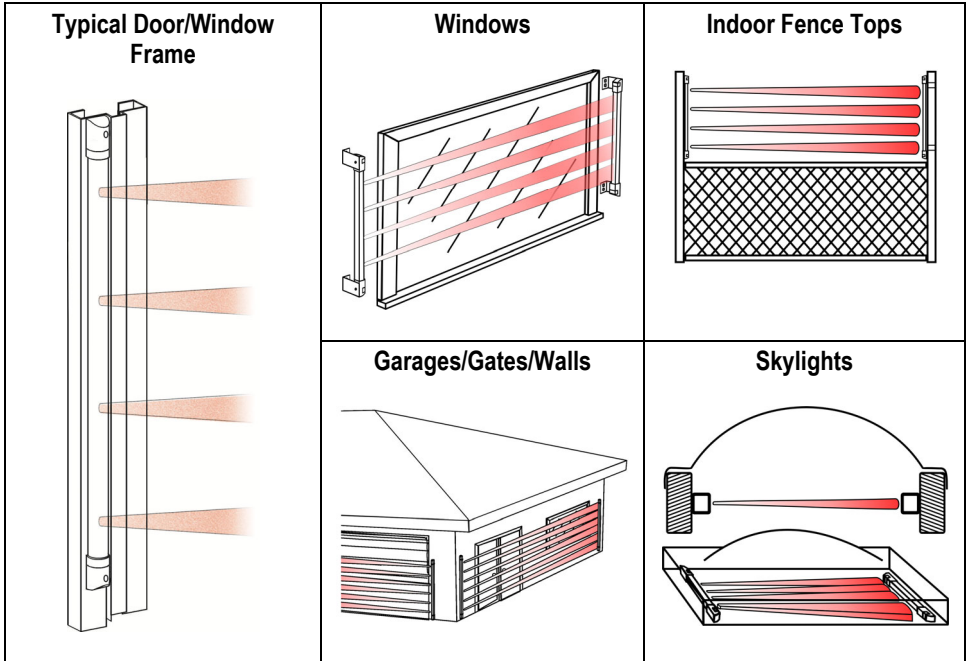 Typical Door/Window
Frame
Windows
Indoor Fence Tops
Garages/Gates/Walls
Skylights